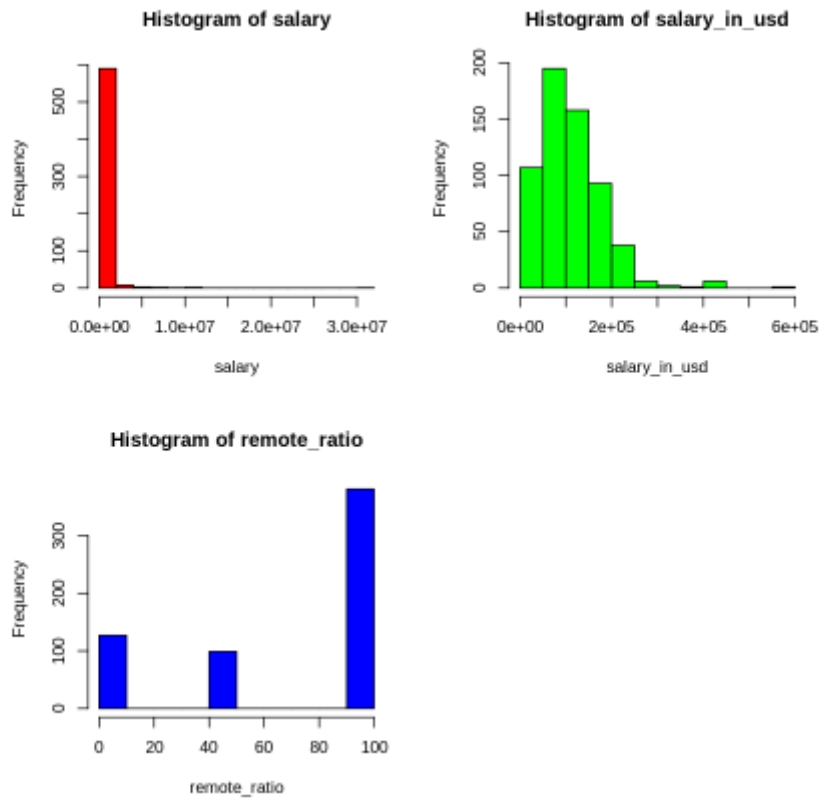 Histogram of salary
Frequency
0 100 300 500
0.0e+00 1.0e+07 2.0e+07 3.0e+07
salary
Histogram of salary_in_usd
Frequency
0 50 100 150 200
0e+00 2e+05 4e+05 6e+05
salary_in_usd
Histogram of remote_ratio
Frequency
0 100 200 300
0 20 40 60 80 100
remote_ratio